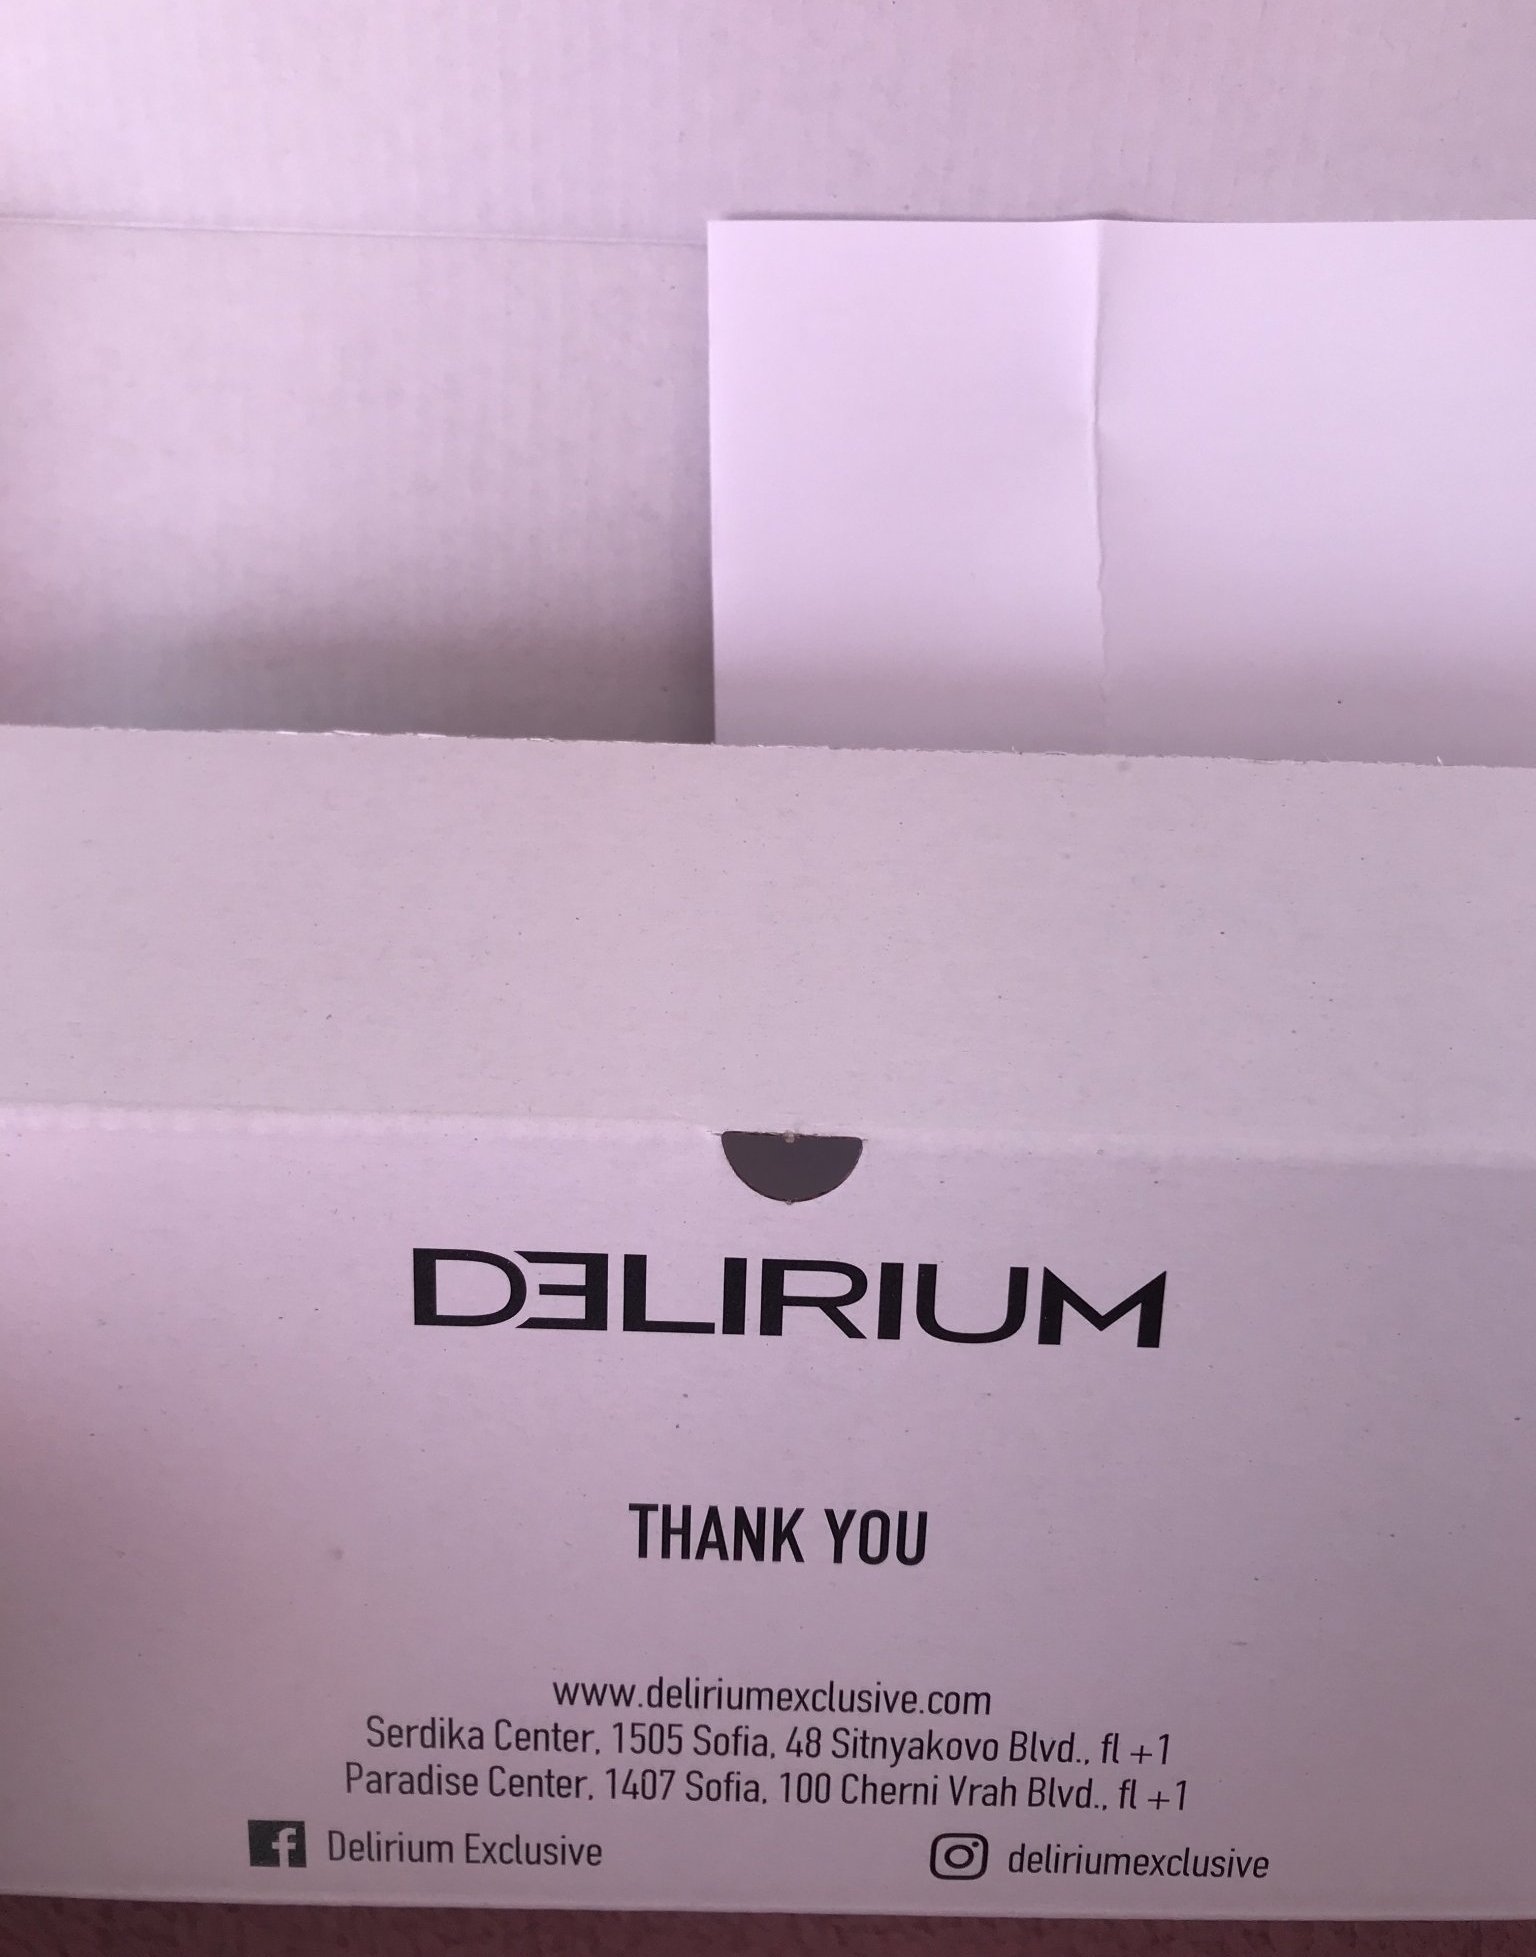 DELIRIUM
THANK YOU
www.deliriumexclusive.com
Serdika Center, 1505 Sofia, 48 Sitnyakovo Blvd., fl +1
Paradise Center, 1407 Sofia, 100 Cherni Vrah Blvd., fl +1
Delirium Exclusive
deliriumexclusive